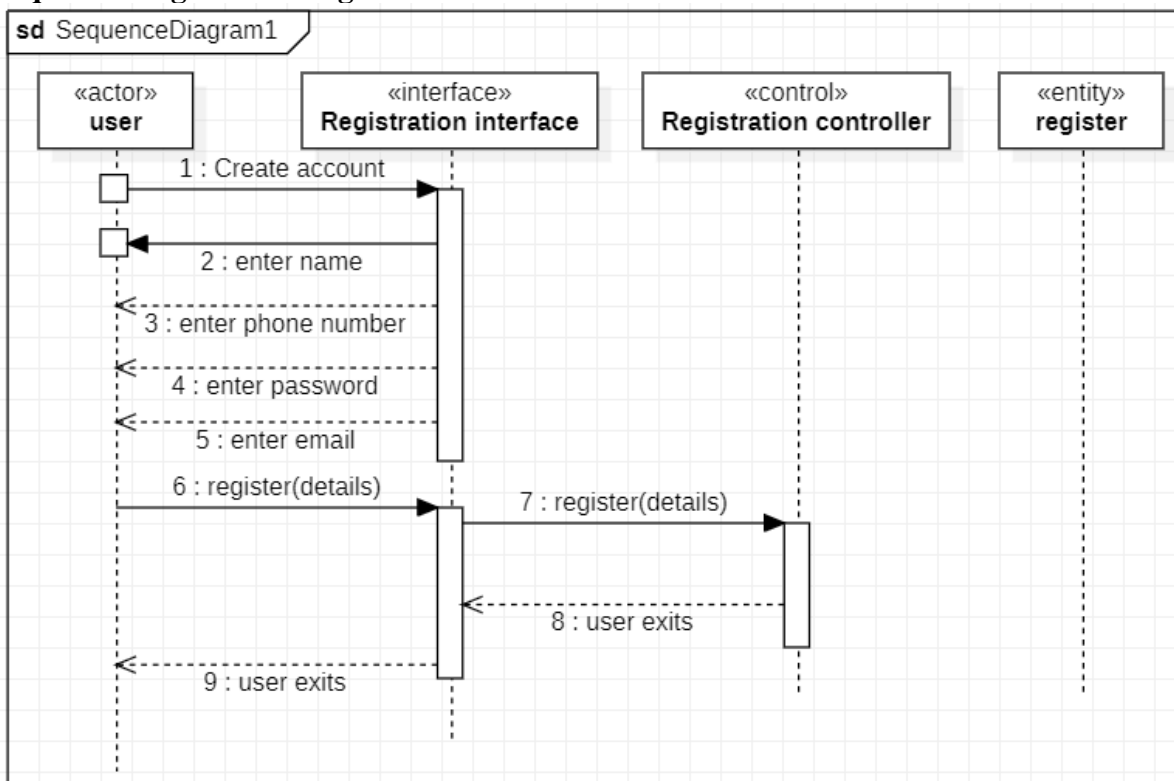 sd SequenceDiagram1
«actor»
user
«interface»
Registration interface
«control»
Registration controller
«entity»
register
1 : Create account
2 : enter name
3 : enter phone number
4 : enter password
5 : enter email
6 : register(details)
7 : register(details)
8 : user exits
9 : user exits